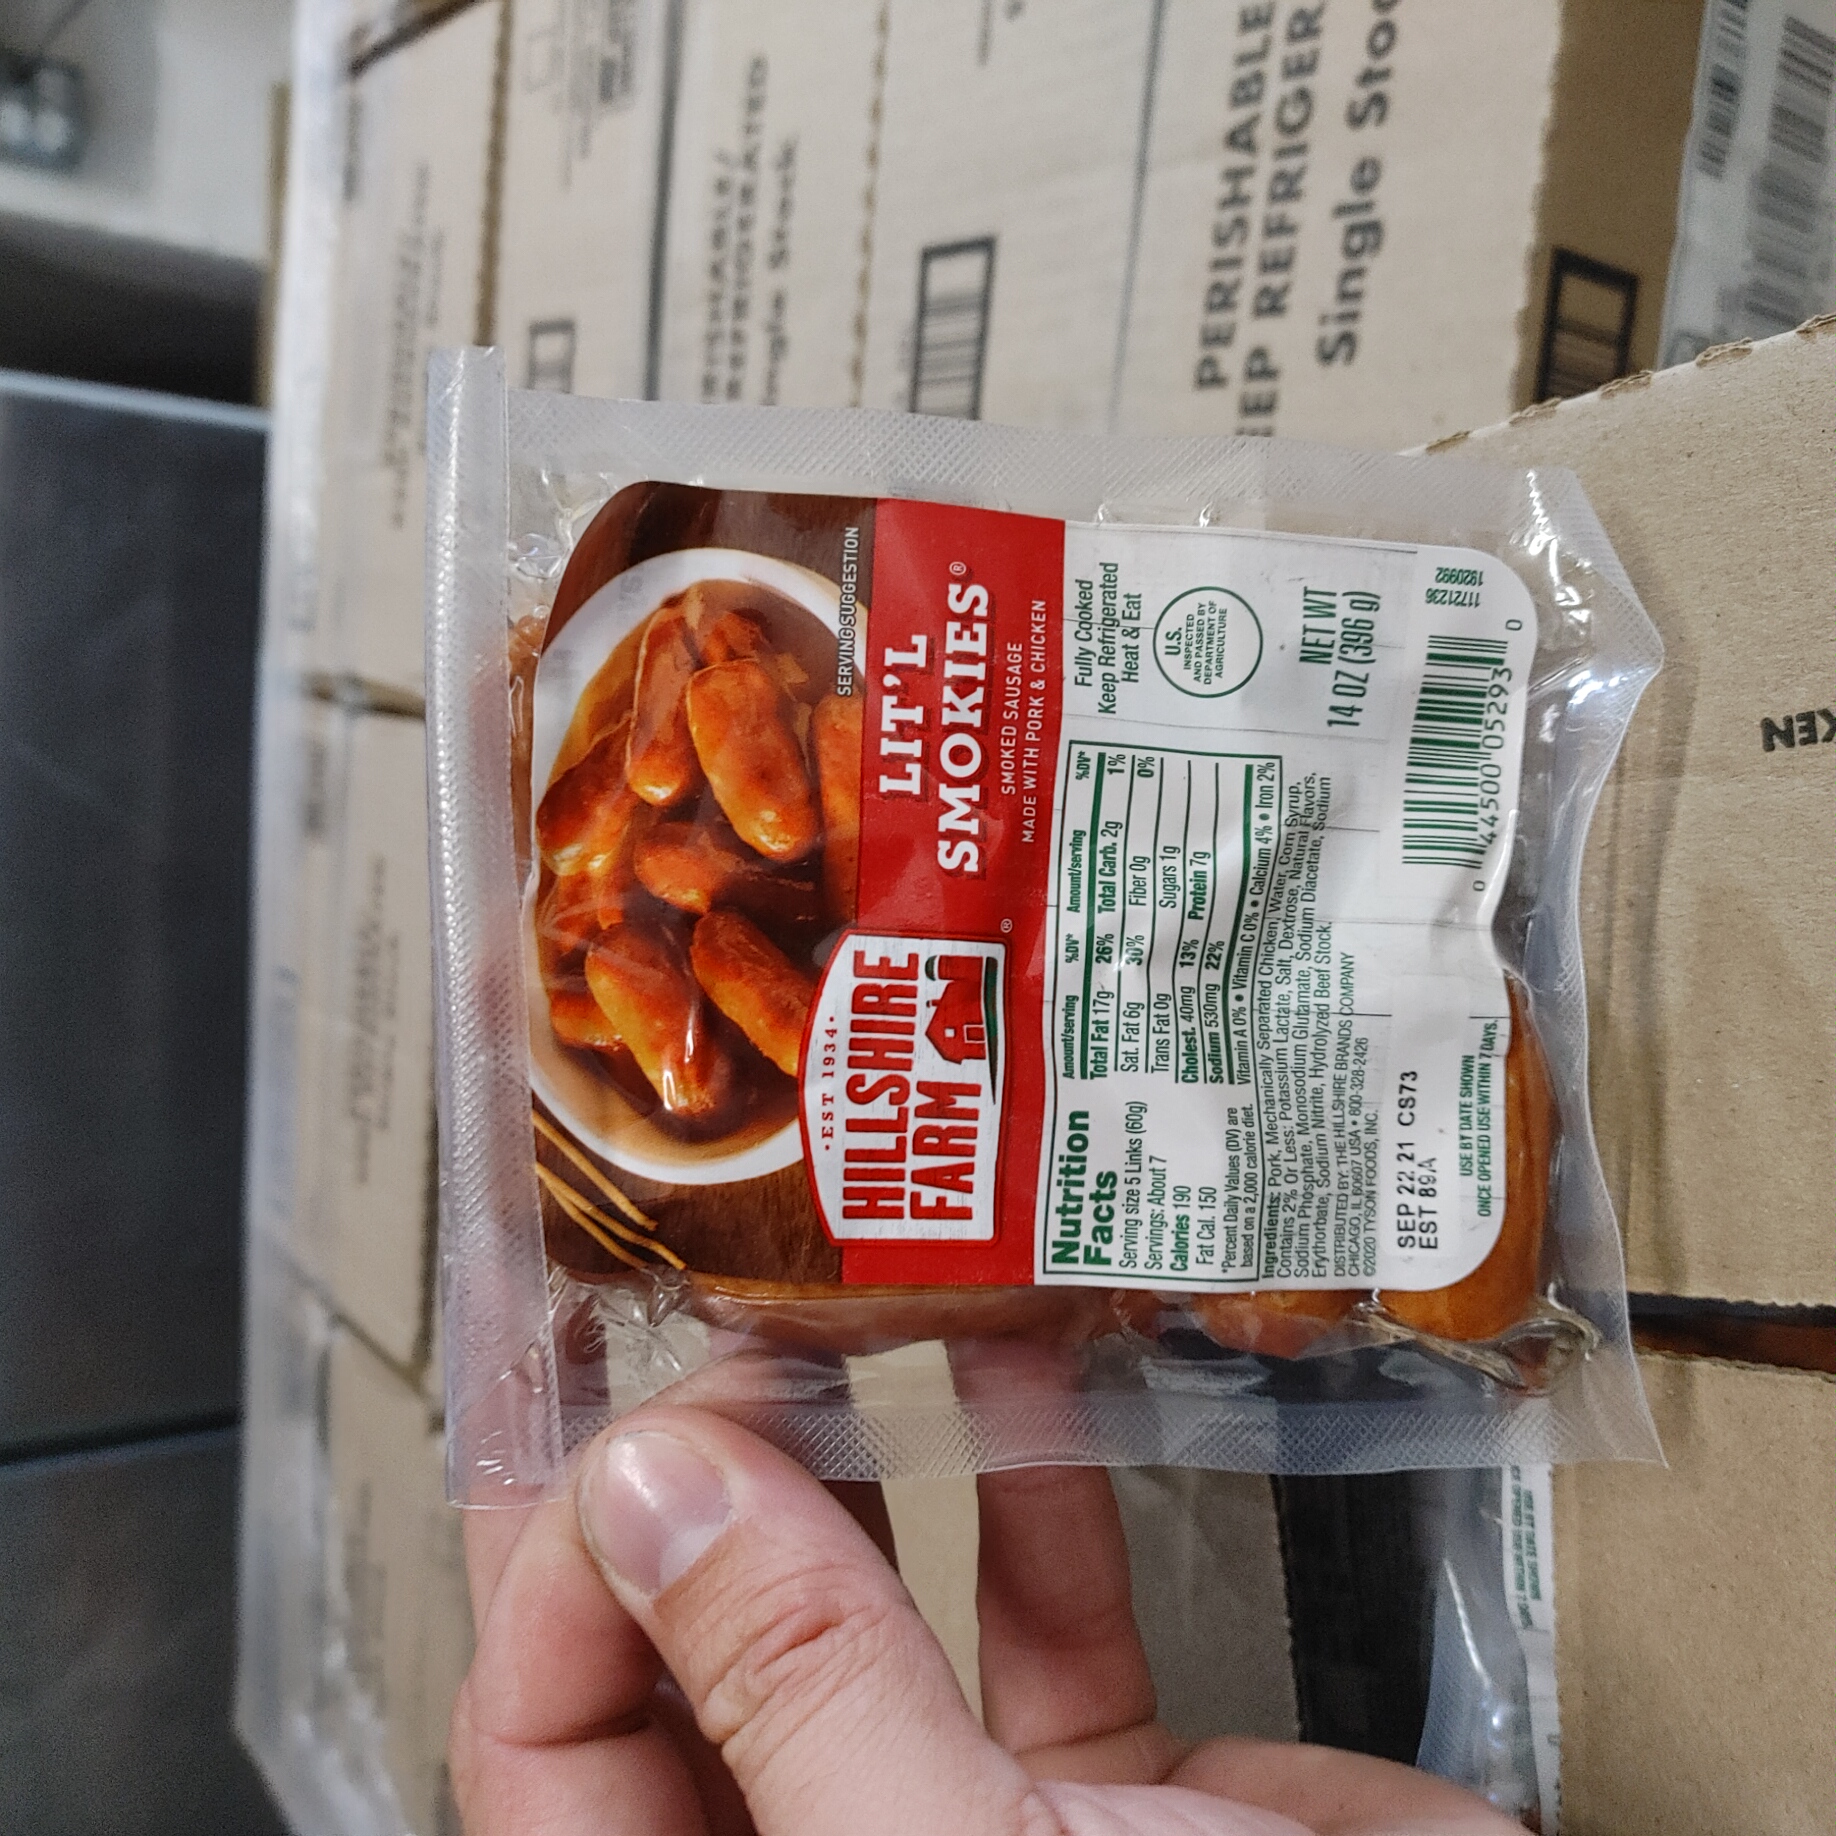 SERVING SUGGESTION
• EST 1934 •
HILLSHIRE
FARM®
LIT'L
SMOKIES®
SMOKED SAUSAGE
MADE WITH PORK & CHICKEN
Nutrition
Facts
Serving size 5 Links (60g)
Servings: About 7
Calories 190
Fat Cal. 150
*Percent Daily Values (DV) are
based on a 2,000 calorie diet.
Amount/serving %DV* Amount/serving %DV*
Total Fat 17g 26% Total Carb. 2g 1%
Sat. Fat 6g 30% Fiber 0g 0%
Trans Fat 0g Sugars 1g
Cholest. 40mg 13% Protein 7g
Sodium 530mg 22%
Vitamin A 0% • Vitamin C 0% • Calcium 4% • Iron 2%
Ingredients: Pork, Mechanically Separated Chicken, Water, Corn Syrup,
Contains 2% Or Less: Potassium Lactate, Salt, Dextrose, Natural Flavors,
Sodium Phosphate, Monosodium Glutamate, Sodium Diacetate, Sodium
Erythorbate, Sodium Nitrite, Hydrolyzed Beef Stock.
DISTRIBUTED BY: THE HILLSHIRE BRANDS COMPANY
CHICAGO, IL 60607 USA • 800-328-2426
©2020 TYSON FOODS, INC.
Fully Cooked
Keep Refrigerated
Heat & Eat
U.S.
INSPECTED
AND PASSED BY
DEPARTMENT OF
AGRICULTURE
NET WT
14 OZ (396 g)
SEP 22 21 CS73
EST 89A
USE BY DATE SHOWN
ONCE OPENED USE WITHIN 7 DAYS.
0 44500 05293 0
11721236
1920992
PERISHABLE
REFRIGER
Single
PERISHABLE
KEN